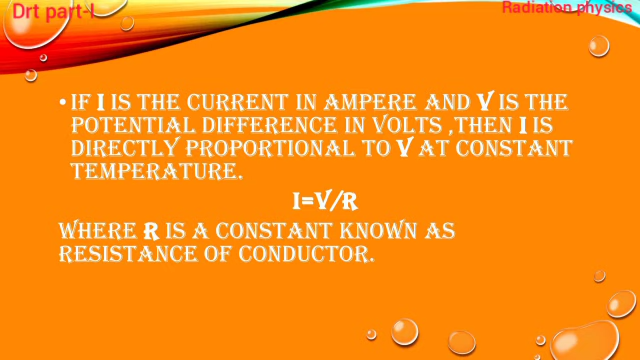 Drt part-I
Radiation physics
• IF I IS THE CURRENT IN AMPERE AND V IS THE
POTENTIAL DIFFERENCE IN VOLTS ,THEN I IS
DIRECTLY PROPORTIONAL TO V AT CONSTANT
TEMPERATURE.
I=V/R
WHERE R IS A CONSTANT KNOWN AS
RESISTANCE OF CONDUCTOR.